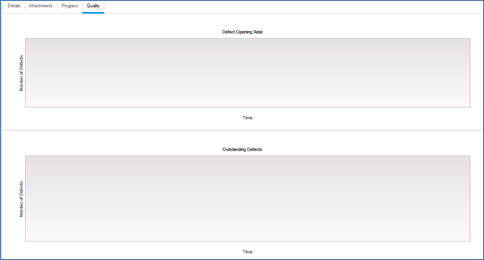 Details Attachments Progress Quality
Defect Opening Rate
Number of Defects
Time
Outstanding Defects
Number of Defects
Time